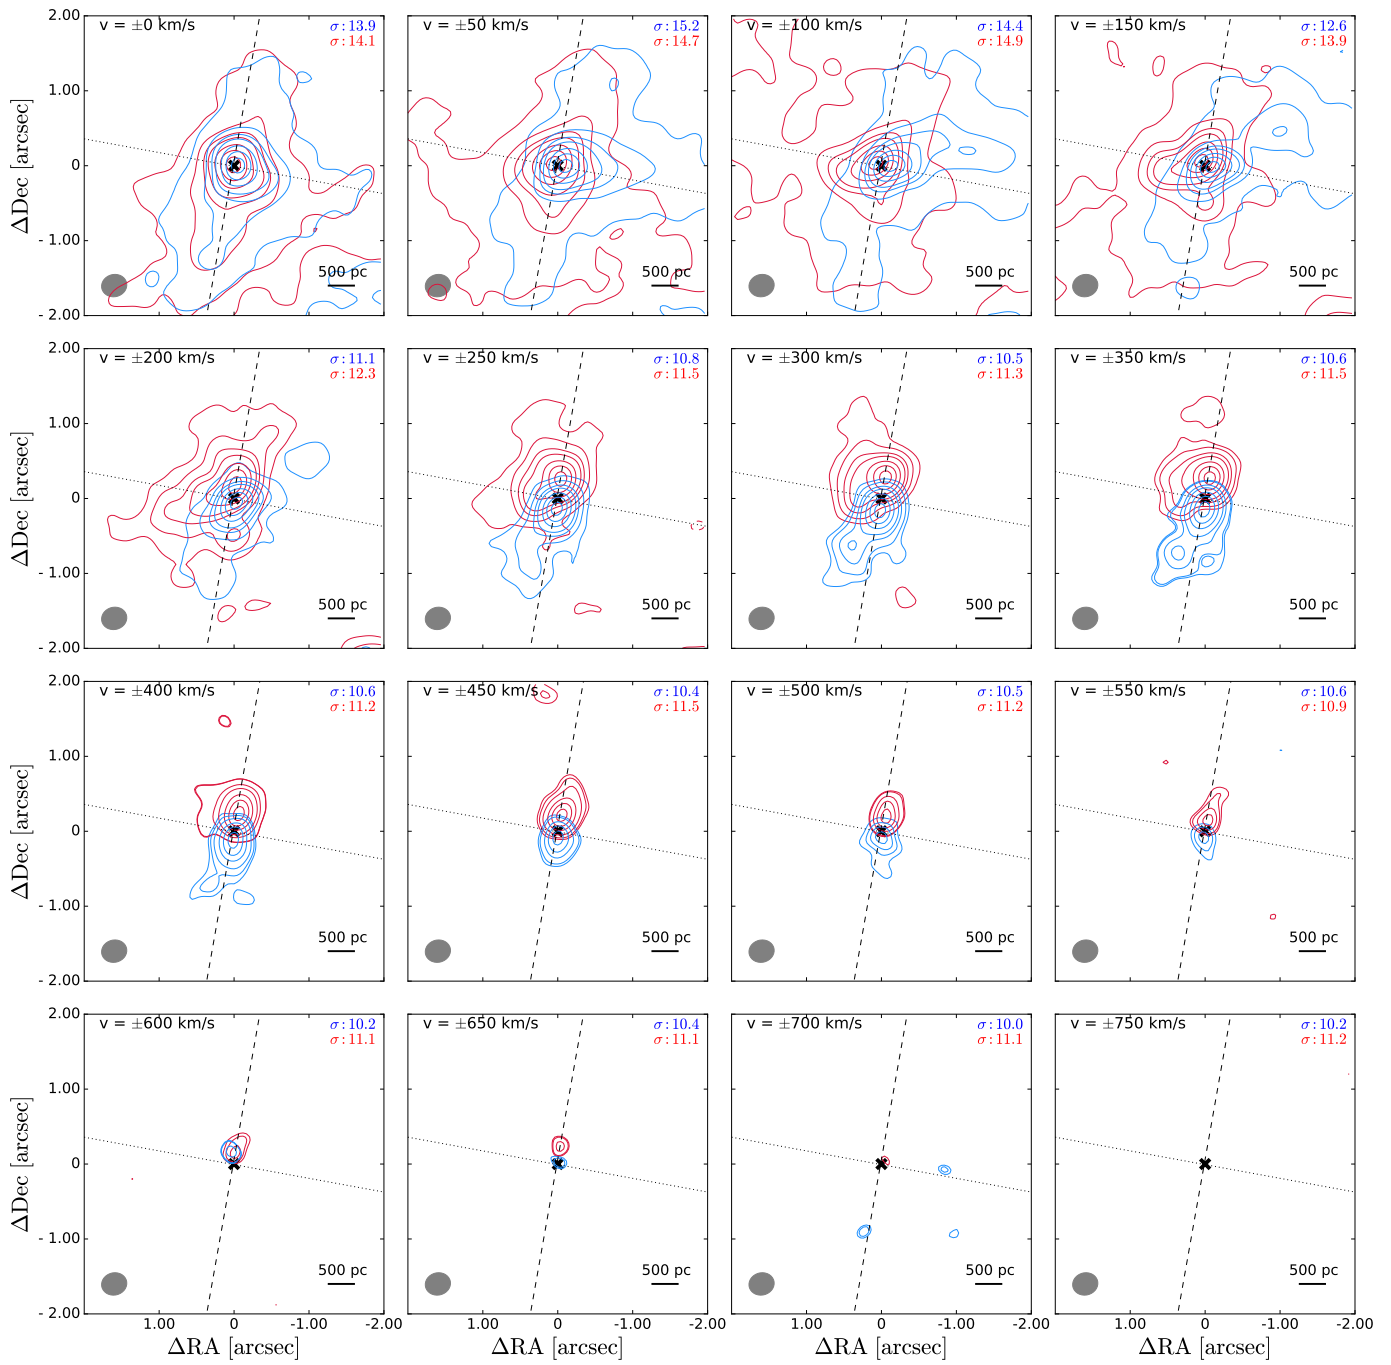 2.00
1.00
0
- 1.00
- 2.00
ΔDec [arcsec]
v = ±0 km/s
σ : 13.9
σ : 14.1
500 pc
v = ±50 km/s
σ : 15.2
σ : 14.7
500 pc
v = ±100 km/s
σ : 14.4
σ : 14.9
500 pc
v = ±150 km/s
σ : 12.6
σ : 13.9
500 pc
2.00
1.00
0
- 1.00
- 2.00
ΔDec [arcsec]
v = ±200 km/s
σ : 11.1
σ : 12.3
500 pc
v = ±250 km/s
σ : 10.8
σ : 11.5
500 pc
v = ±300 km/s
σ : 10.5
σ : 11.3
500 pc
v = ±350 km/s
σ : 10.6
σ : 11.5
500 pc
2.00
1.00
0
- 1.00
- 2.00
ΔDec [arcsec]
v = ±400 km/s
σ : 10.6
σ : 11.2
500 pc
v = ±450 km/s
σ : 10.4
σ : 11.5
500 pc
v = ±500 km/s
σ : 10.5
σ : 11.2
500 pc
v = ±550 km/s
σ : 10.6
σ : 10.9
500 pc
2.00
1.00
0
- 1.00
- 2.00
ΔDec [arcsec]
v = ±600 km/s
σ : 10.2
σ : 11.1
500 pc
v = ±650 km/s
σ : 10.4
σ : 11.1
500 pc
v = ±700 km/s
σ : 10.0
σ : 11.1
500 pc
v = ±750 km/s
σ : 10.2
σ : 11.2
500 pc
1.00 0 -1.00 -2.00
1.00 0 -1.00 -2.00
1.00 0 -1.00 -2.00
1.00 0 -1.00 -2.00
ΔRA [arcsec]
ΔRA [arcsec]
ΔRA [arcsec]
ΔRA [arcsec]